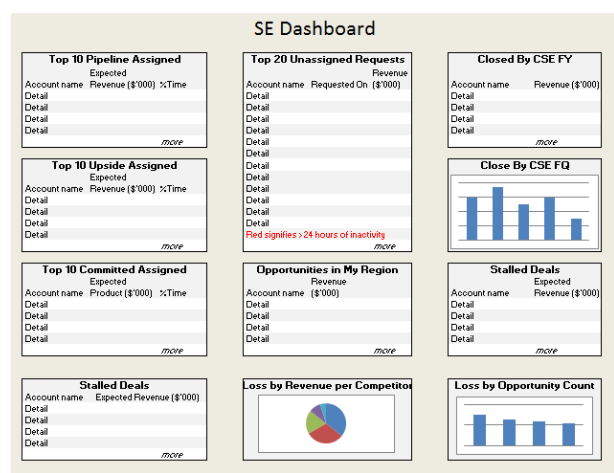 SE Dashboard
Top 10 Pipeline Assigned
Expected
Account name Revenue ($'000) %Time
Detail
Detail
Detail
Detail
more
Top 20 Unassigned Requests
Revenue
Account name Requested On ($'000)
Detail
Detail
Detail
Detail
Detail
Detail
Detail
Detail
Detail
Detail
Detail
Detail
Red signifies >24 hours of inactivity
more
Closed By CSE FY
Account name Revenue ($'000)
Detail
Detail
Detail
Detail
more
Top 10 Upside Assigned
Expected
Account name Revenue ($'000) %Time
Detail
Detail
Detail
Detail
more
Close By CSE FQ
Top 10 Committed Assigned
Expected
Account name Product ($'000) %Time
Detail
Detail
Detail
Detail
more
Opportunities in My Region
Revenue
Account name ($'000)
Detail
Detail
Detail
Detail
more
Stalled Deals
Expected
Account name Revenue ($'000)
Detail
Detail
Detail
Detail
more
Stalled Deals
Account name Expected Revenue ($'000)
Detail
Detail
Detail
Detail
more
Loss by Revenue per Competitor
Loss by Opportunity Count